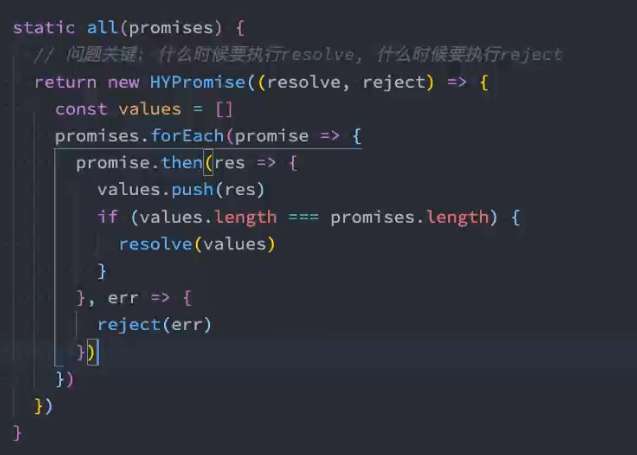 static all(promises) {
  // 问题关键: 什么时候要执行resolve, 什么时候要执行reject
  return new HYPromise((resolve, reject) => {
    const values = []
    promises.forEach(promise => {
      promise.then(res => {
        values.push(res)
        if (values.length === promises.length) {
          resolve(values)
        }
      }, err => {
        reject(err)
      })
    })
  })
}